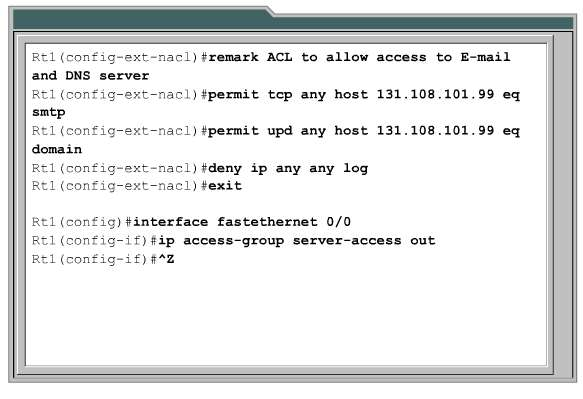 Rt1(config-ext-nacl)#remark ACL to allow access to E-mail
and DNS server
Rt1(config-ext-nacl)#permit tcp any host 131.108.101.99 eq
smtp
Rt1(config-ext-nacl)#permit upd any host 131.108.101.99 eq
domain
Rt1(config-ext-nacl)#deny ip any any log
Rt1(config-ext-nacl)#exit
Rt1(config)#interface fastethernet 0/0
Rt1(config-if)#ip access-group server-access out
Rt1(config-if)#^Z